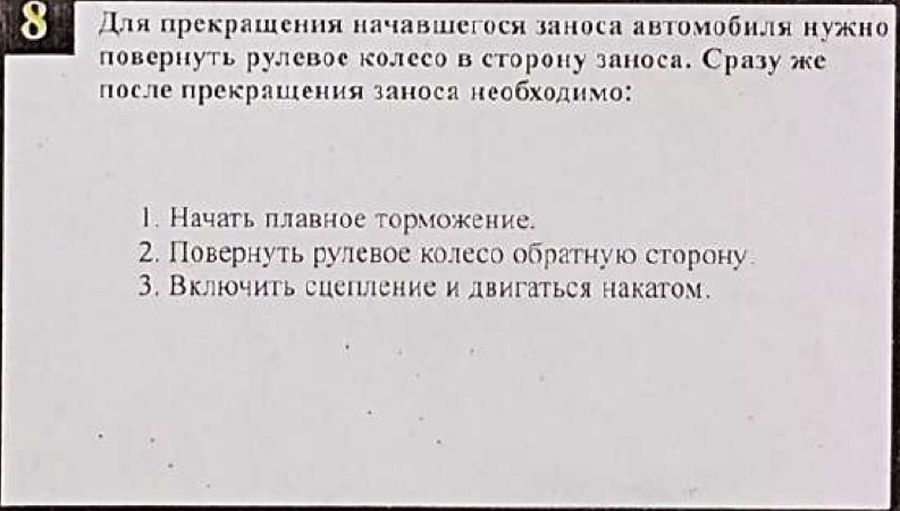 8
Для прекращения начавшегося заноса автомобиля нужно
повернуть рулевое колесо в сторону заноса. Сразу же
после прекращения заноса необходимо:
1. Начать плавное торможение.
2. Повернуть рулевое колесо обратную сторону.
3. Включить сцепление и двигаться накатом.